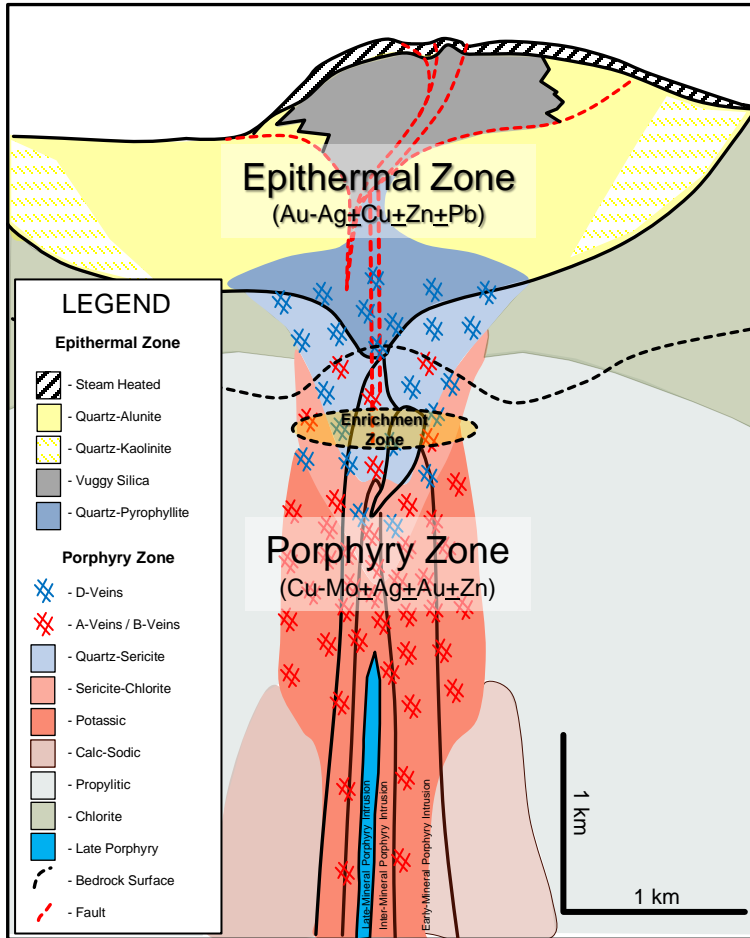 Epithermal Zone
(Au-Ag±Cu±Zn±Pb)
LEGEND
Epithermal Zone
- Steam Heated
- Quartz-Alunite
- Quartz-Kaolinite
- Vuggy Silica
- Quartz-Pyrophyllite
Porphyry Zone
- D-Veins
- A-Veins / B-Veins
- Quartz-Sericite
- Sericite-Chlorite
- Potassic
- Calc-Sodic
- Propylitic
- Chlorite
- Late Porphyry
- Bedrock Surface
- Fault
Enrichment
Zone
Porphyry Zone
(Cu-Mo±Ag±Au±Zn)
Late-Mineral Porphyry Intrusion
Inter-Mineral Porphyry Intrusion
Early-Mineral Porphyry Intrusion
1 km
1 km